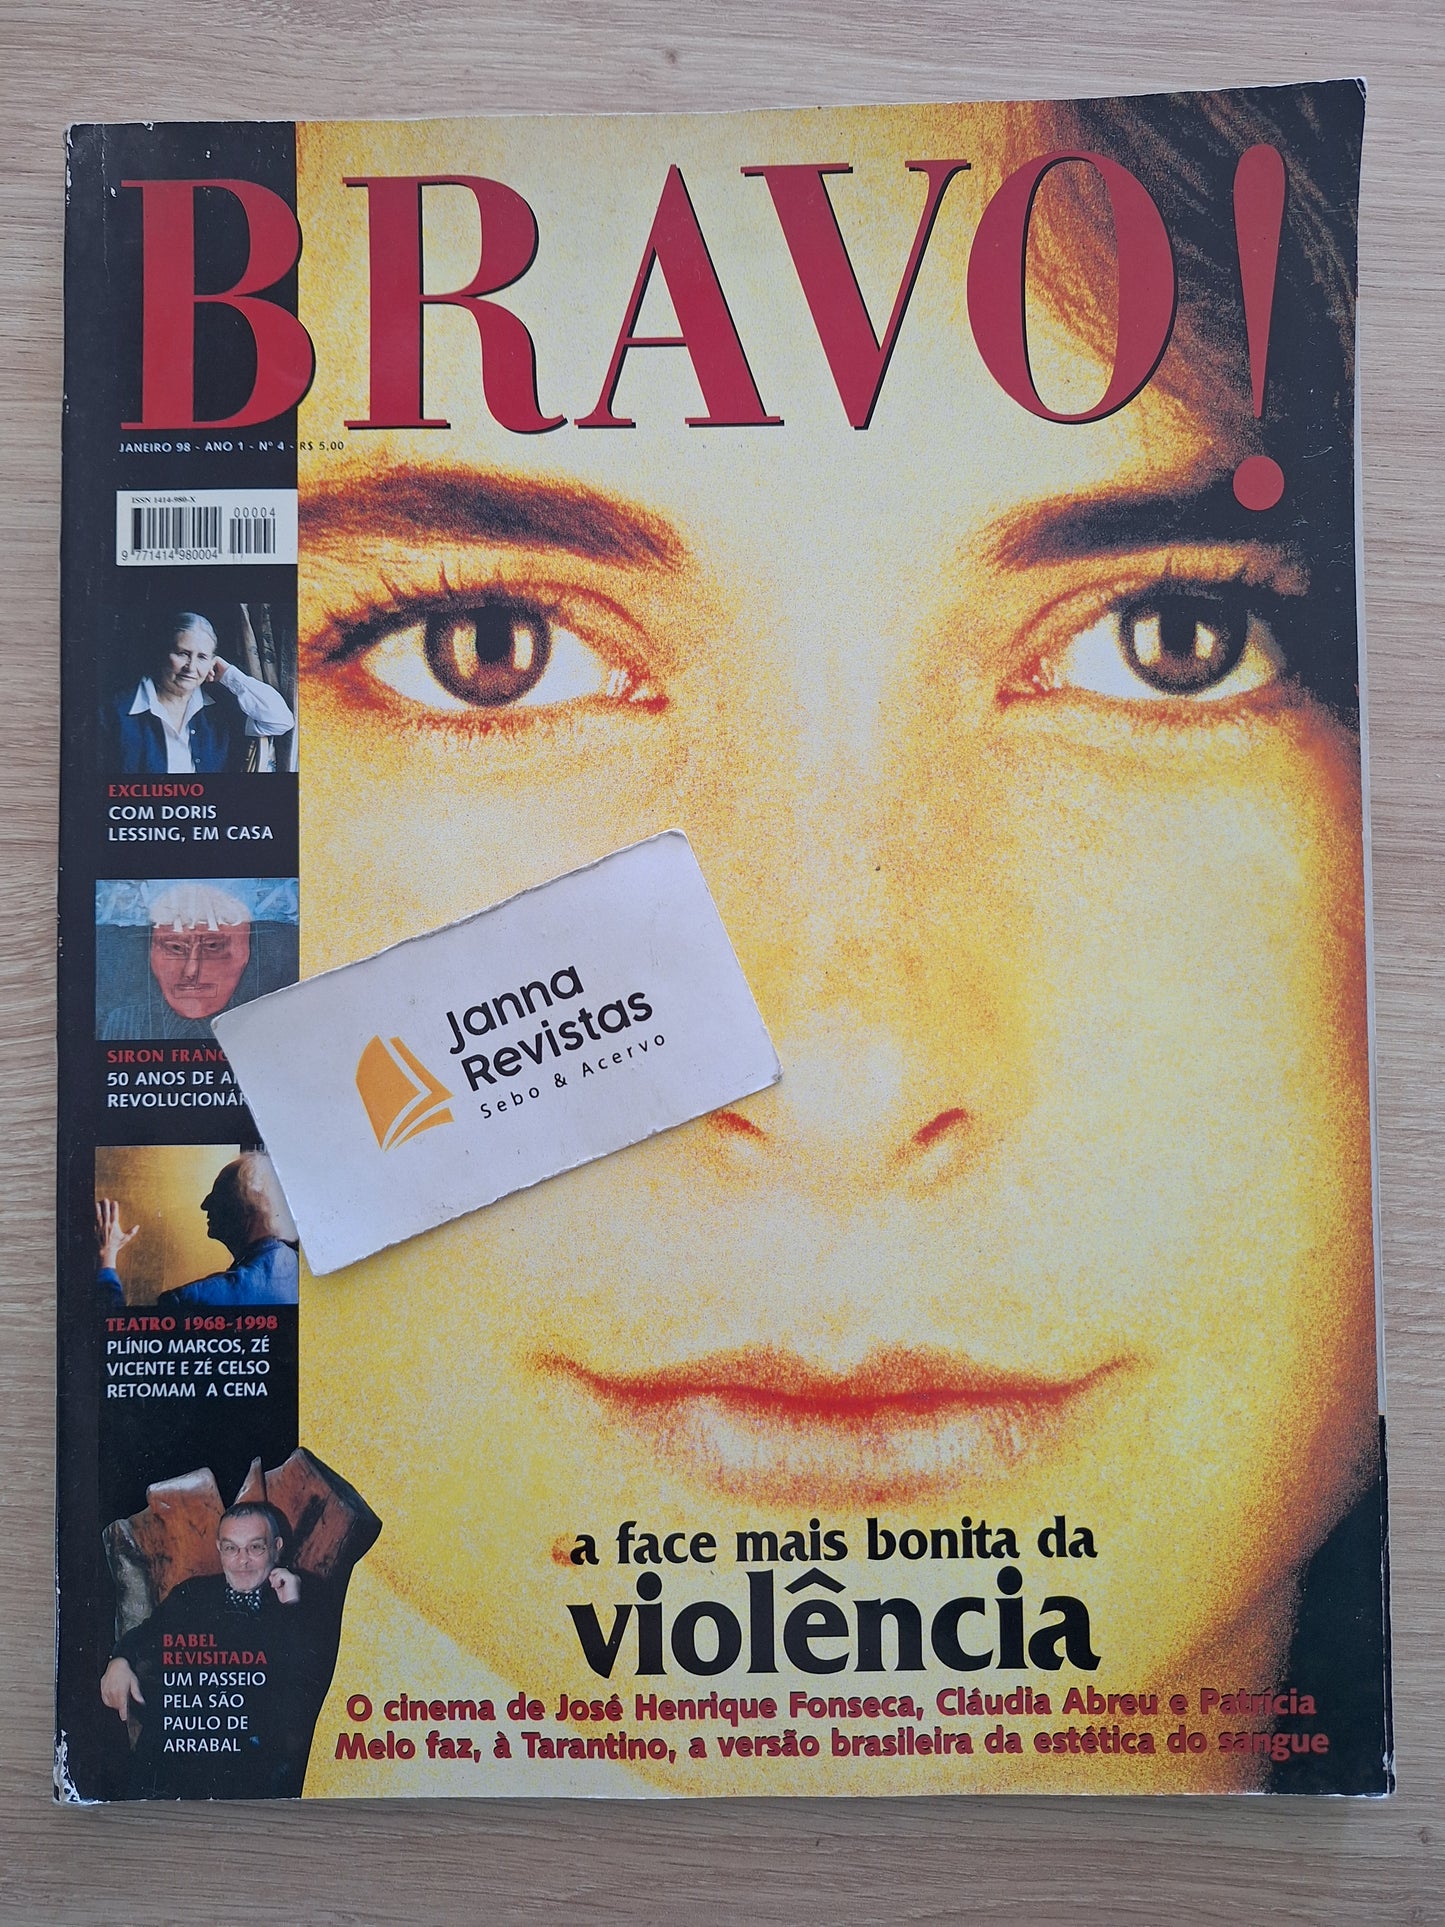 BRAVO!
JANEIRO 98 - ANO 1 - Nº 4 - R$ 5,00
ISSN 1414-980-X
00004
9 771414 980004
EXCLUSIVO
COM DORIS
LESSING, EM CASA
SIRON FRANC
50 ANOS DE A
REVOLUCIONÁR
TEATRO 1968-1998
PLÍNIO MARCOS, ZÉ
VICENTE E ZÉ CELSO
RETOMAM A CENA
BABEL
REVISITADA
UM PASSEIO
PELA SÃO
PAULO DE
ARRABAL
Janna
Revistas
Sebo & Acervo
a face mais bonita da
violência
O cinema de José Henrique Fonseca, Cláudia Abreu e Patrícia
Melo faz, à Tarantino, a versão brasileira da estética do sangue